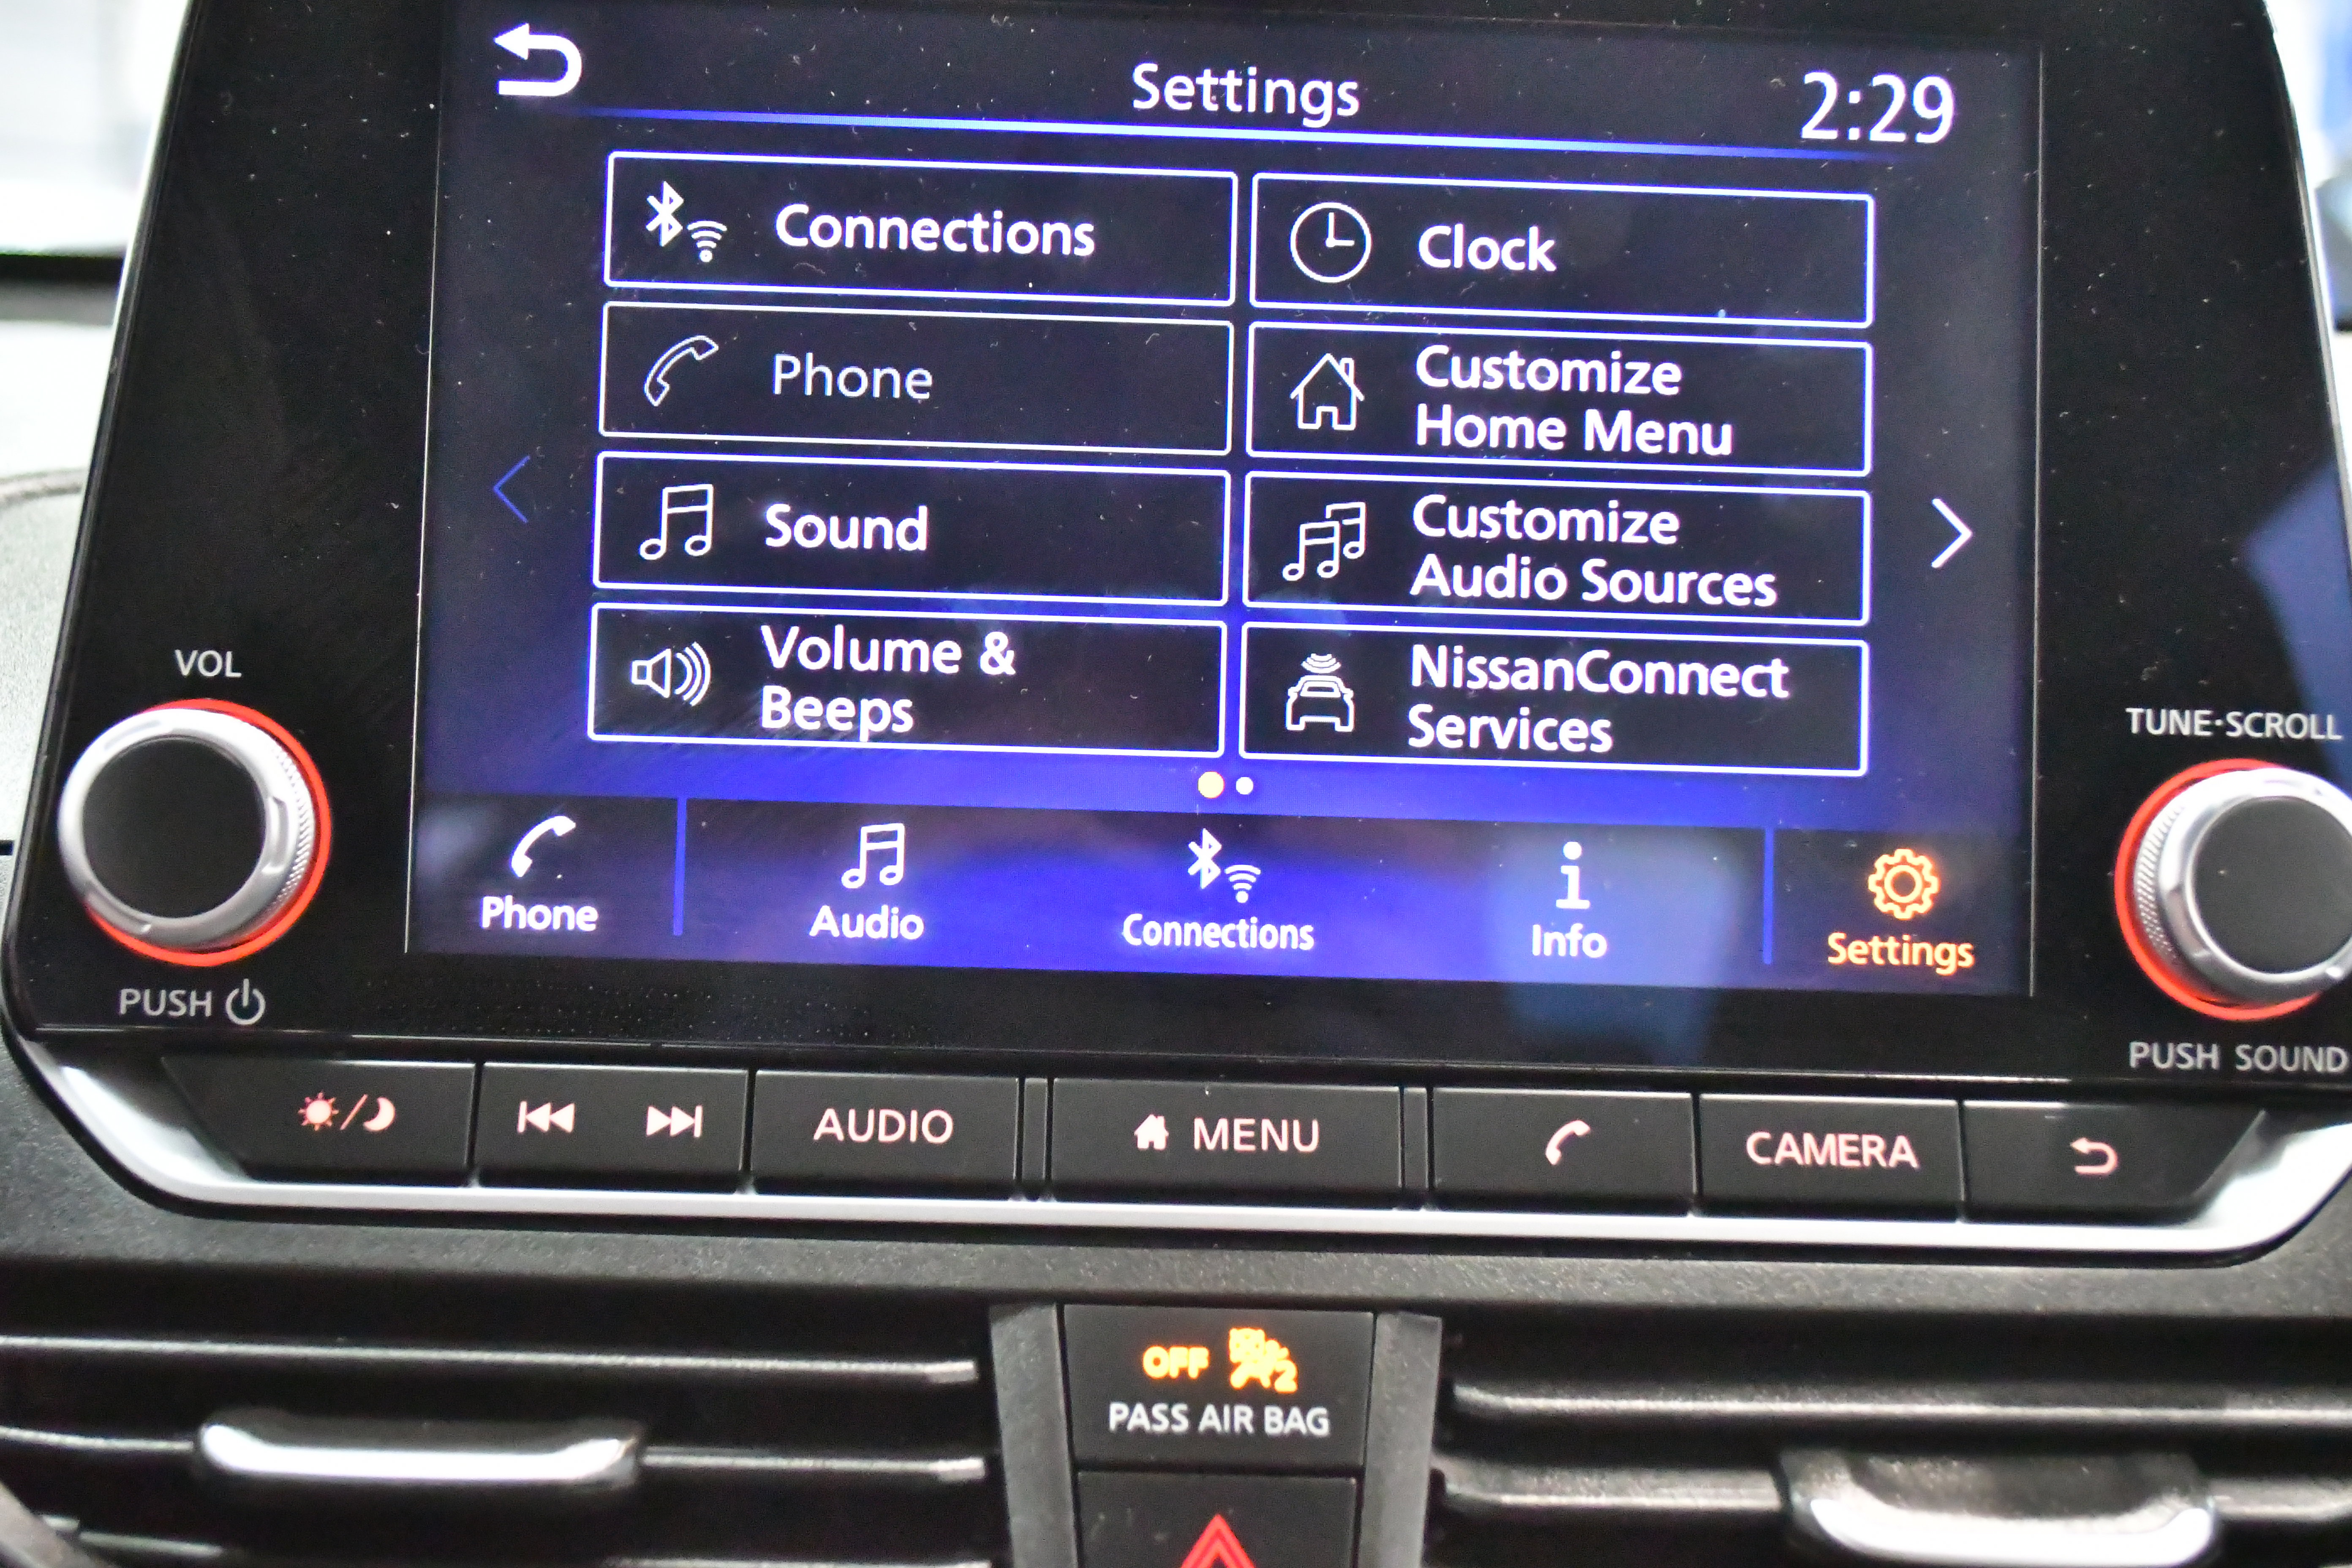 Settings
2:29
Connections
Clock
Phone
Customize
Home Menu
Sound
Customize
Audio Sources
Volume &
Beeps
NissanConnect
Services
VOL
PUSH
TUNE·SCROLL
PUSH SOUND
Phone
Audio
Connections
Info
Settings
AUDIO
MENU
CAMERA
OFF
2
PASS AIR BAG